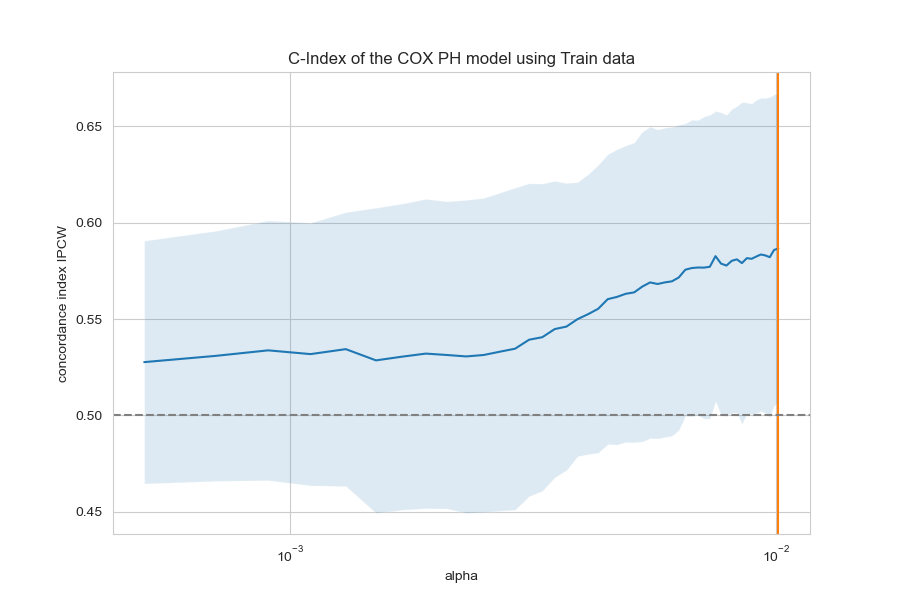 C-Index of the COX PH model using Train data
concordance index IPCW
0.65
0.60
0.55
0.50
0.45
10⁻³
10⁻²
alpha